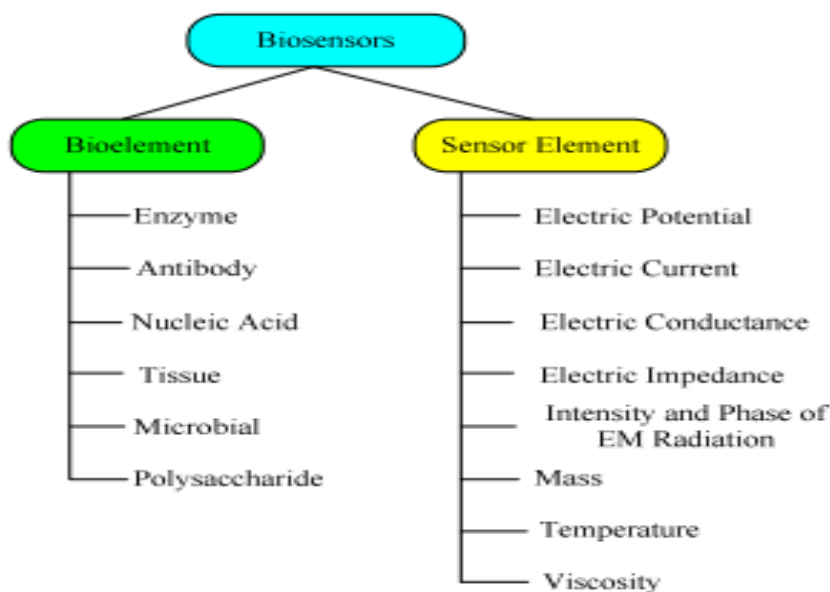 Biosensors
Bioelement
Enzyme
Antibody
Nucleic Acid
Tissue
Microbial
Polysaccharide
Sensor Element
Electric Potential
Electric Current
Electric Conductance
Electric Impedance
Intensity and Phase of
EM Radiation
Mass
Temperature
Viscosity